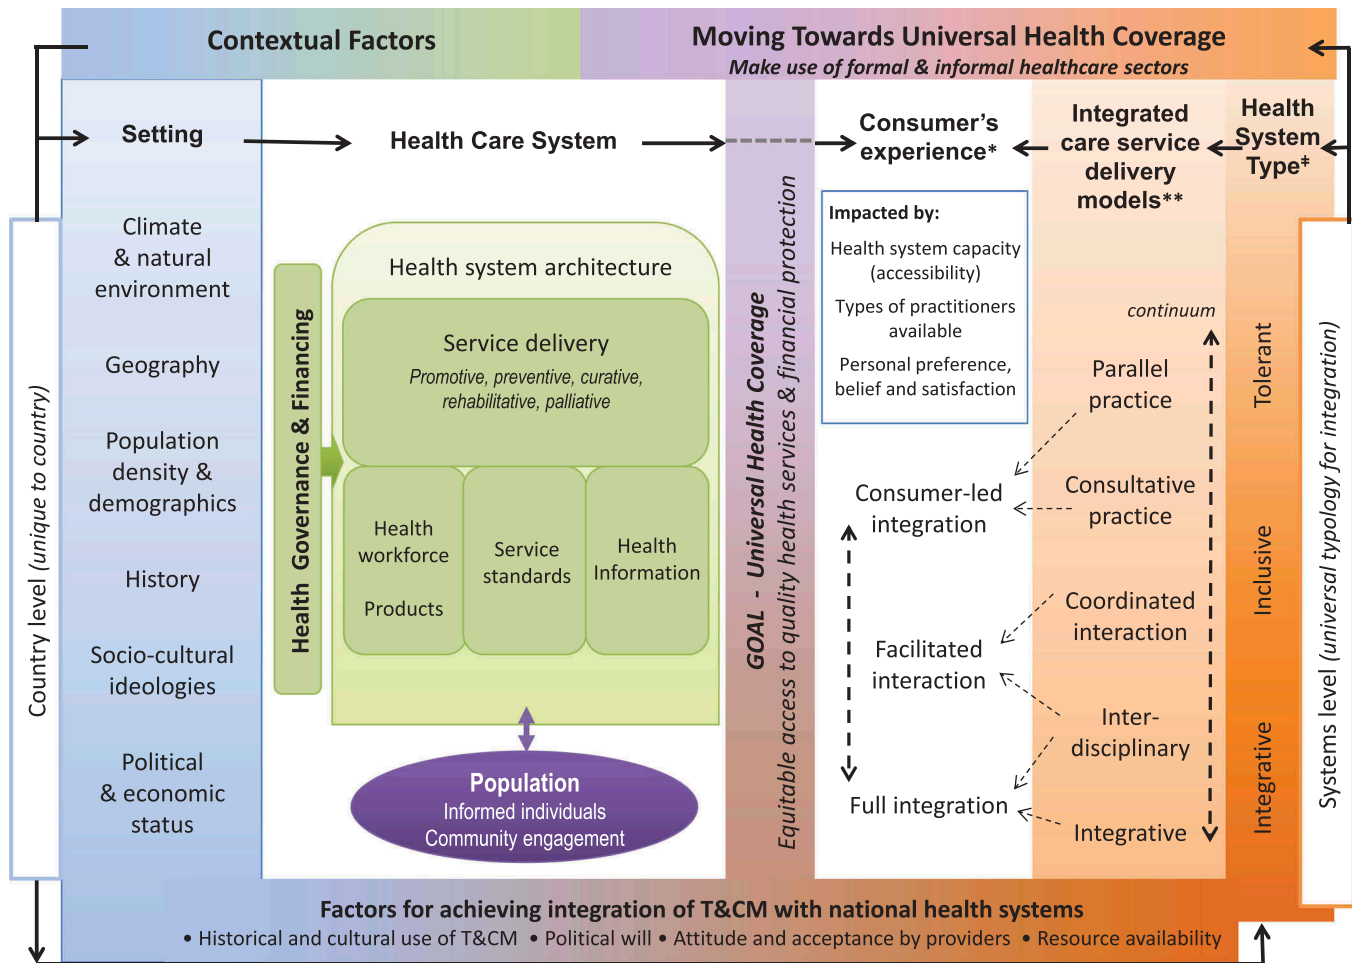 Contextual Factors
Moving Towards Universal Health Coverage
Make use of formal & informal healthcare sectors
Country level (unique to country)
Setting
Climate
& natural
environment
Geography
Population
density &
demographics
History
Socio-cultural
ideologies
Political
& economic
status
Health Care System
Health Governance & Financing
Health system architecture
Service delivery
Promotive, preventive, curative,
rehabilitative, palliative
Health
workforce
Products
Service
standards
Health
Information
Population
Informed individuals
Community engagement
GOAL - Universal Health Coverage
Equitable access to quality health services & financial protection
Consumer's
experience*
Impacted by:
Health system capacity
(accessibility)
Types of practitioners
available
Personal preference,
belief and satisfaction
Consumer-led
integration
Facilitated
interaction
Full integration
Integrated
care service
delivery
models**
continuum
Parallel
practice
Consultative
practice
Coordinated
interaction
Inter-
disciplinary
Integrative
Health
System
Type‡
Tolerant
Inclusive
Integrative
Systems level (universal typology for integration)
Factors for achieving integration of T&CM with national health systems
• Historical and cultural use of T&CM • Political will • Attitude and acceptance by providers • Resource availability